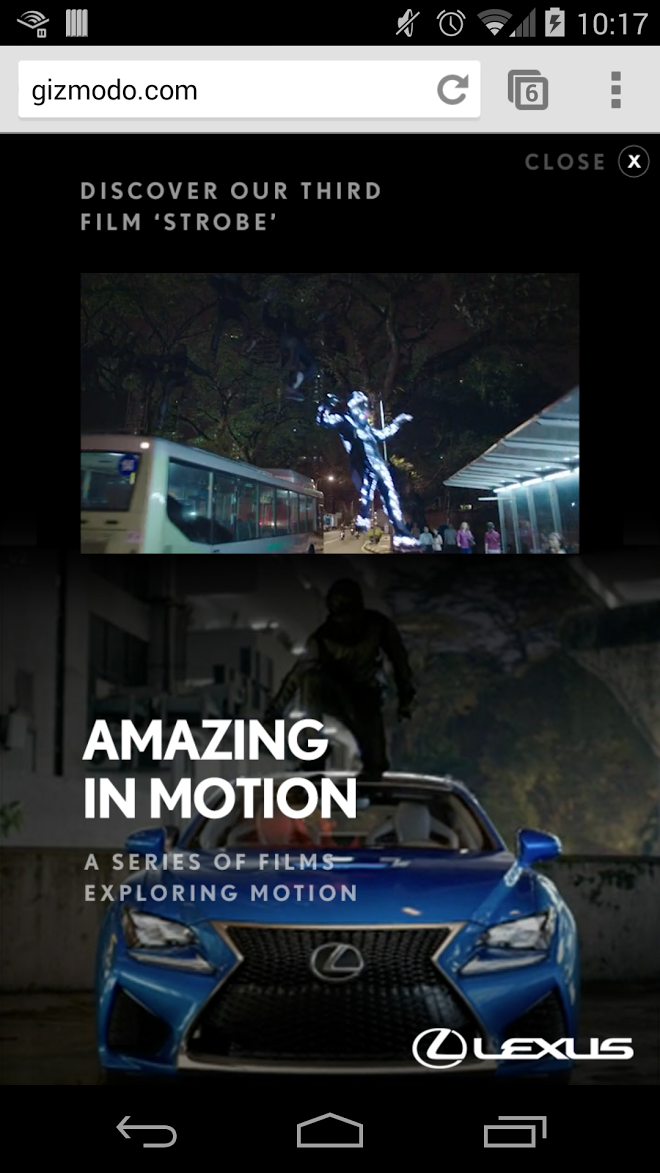 10:17
gizmodo.com
6
CLOSE X
DISCOVER OUR THIRD
FILM ‘STROBE’
AMAZING
IN MOTION
A SERIES OF FILMS
EXPLORING MOTION
LEXUS